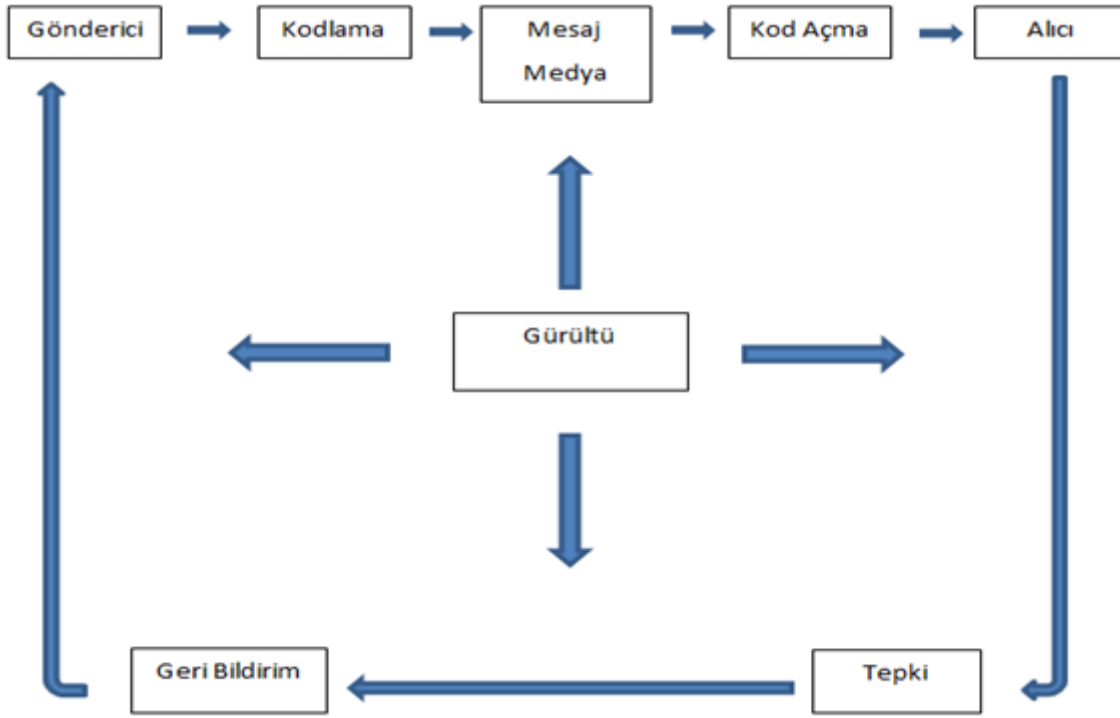 Gönderici
Kodlama
Mesaj
Medya
Kod Açma
Alıcı
Gürültü
Geri Bildirim
Tepki